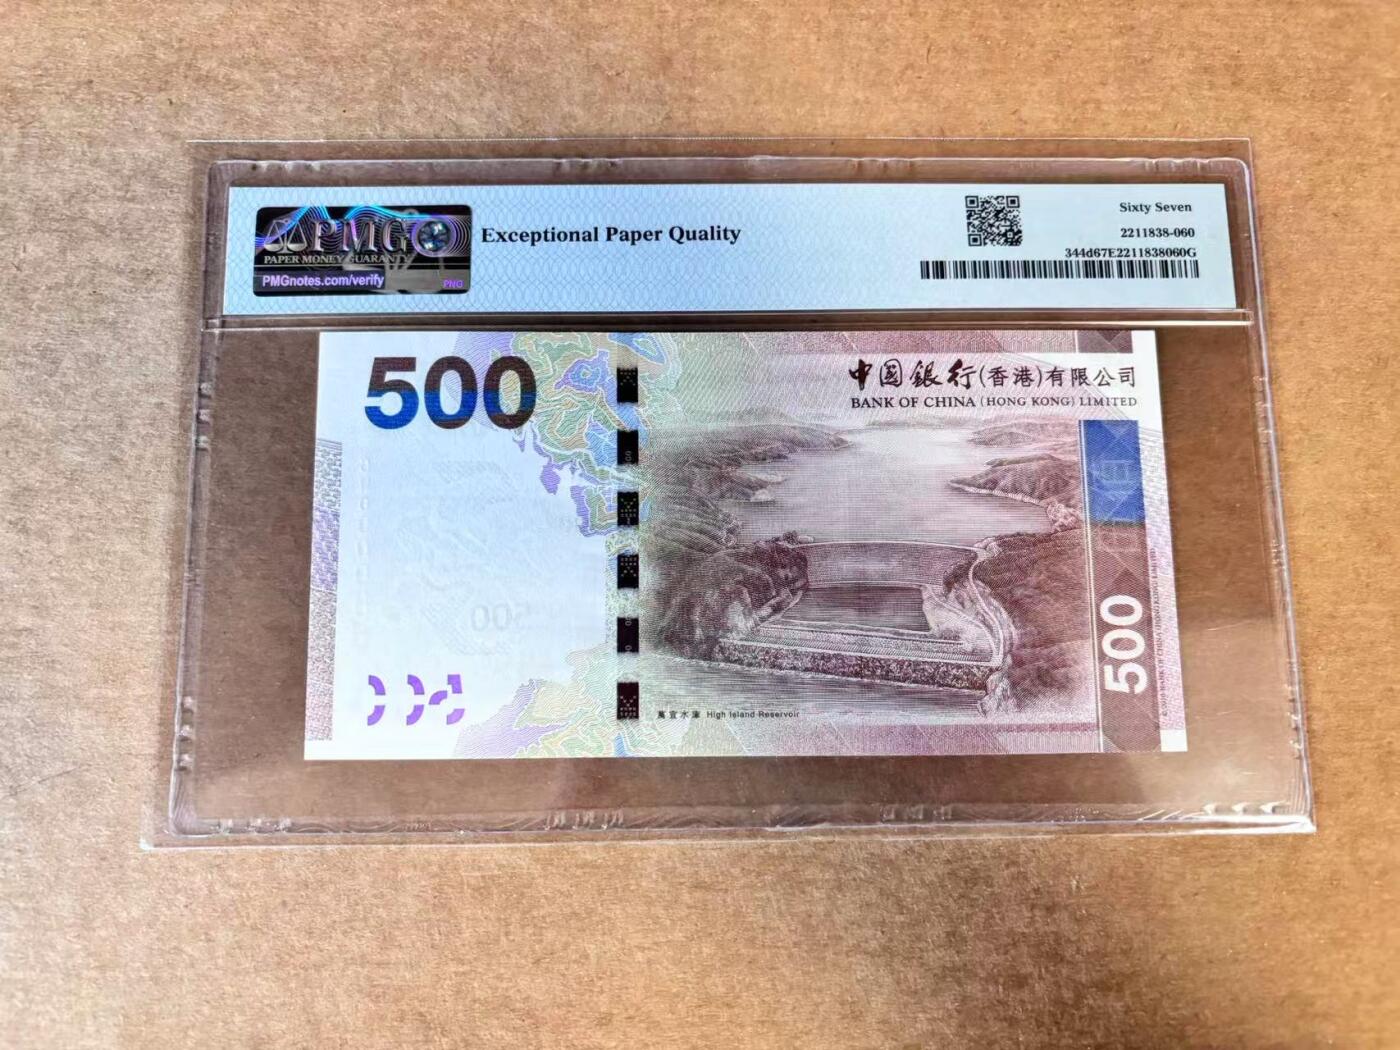 PMG
PAPER MONEY GUARANTY
PMGnotes.com/verify
PMG
Exceptional Paper Quality
Sixty Seven
2211838-060
344d67E2211838060G
500
中國銀行(香港)有限公司
BANK OF CHINA (HONG KONG) LIMITED
500
萬宜水庫 High Island Reservoir
500